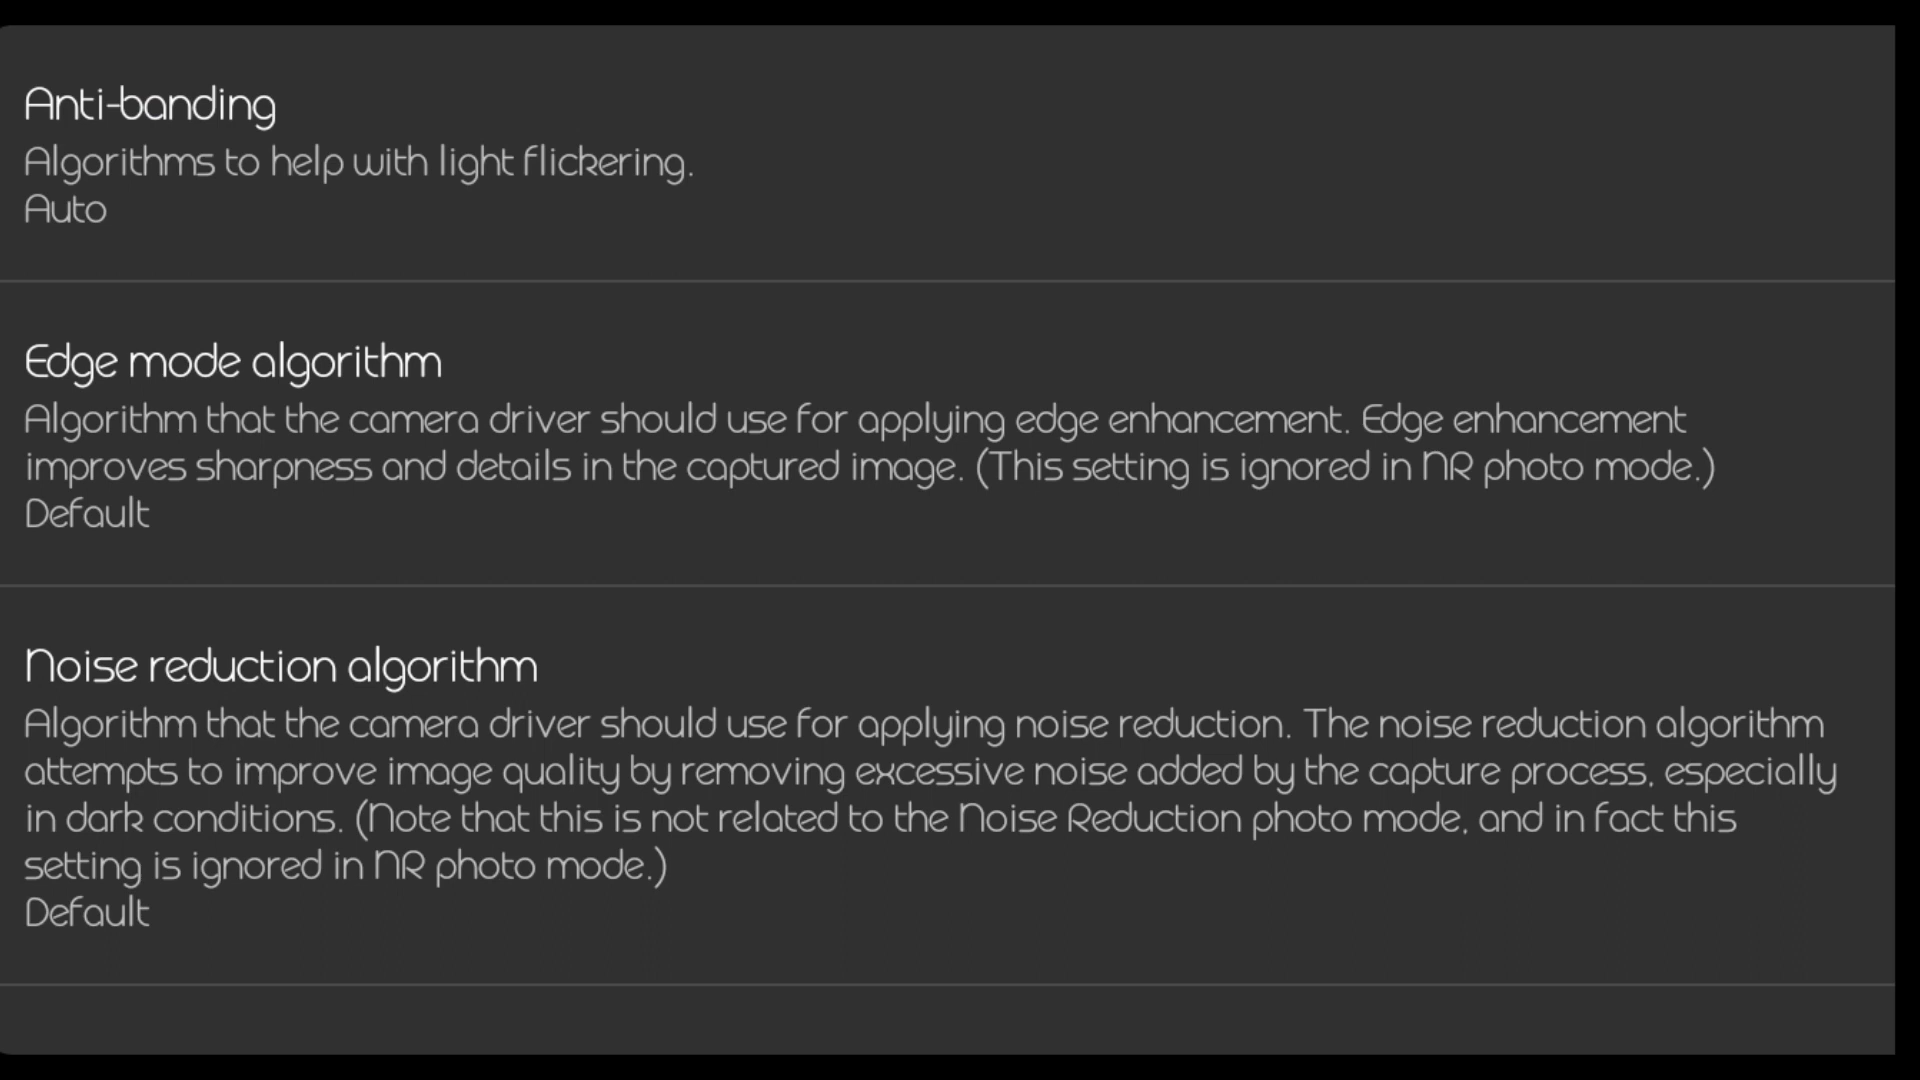 Anti-banding
Algorithms to help with light flickering.
Auto
Edge mode algorithm
Algorithm that the camera driver should use for applying edge enhancement. Edge enhancement
improves sharpness and details in the captured image. (This setting is ignored in NR photo mode.)
Default
Noise reduction algorithm
Algorithm that the camera driver should use for applying noise reduction. The noise reduction algorithm
attempts to improve image quality by removing excessive noise added by the capture process, especially
in dark conditions. (Note that this is not related to the Noise Reduction photo mode, and in fact this
setting is ignored in NR photo mode.)
Default